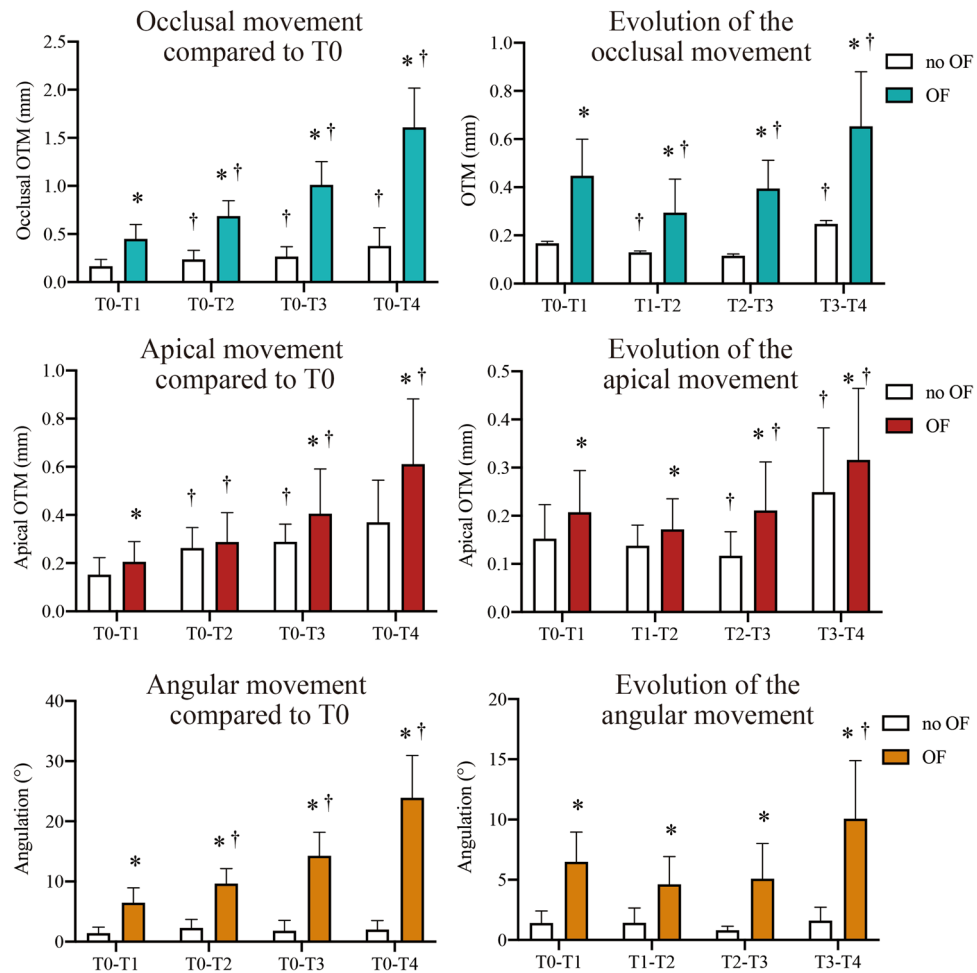 Occlusal movement
compared to T0
Occlusal OTM (mm)
2.5
2.0
1.5
1.0
0.5
0.0
* * † * † * †
† † †
T0-T1 T0-T2 T0-T3 T0-T4
Evolution of the
occlusal movement
OTM (mm)
1.0
0.8
0.6
0.4
0.2
0.0
* * † * † * †
† †
T0-T1 T1-T2 T2-T3 T3-T4
no OF
OF
Apical movement
compared to T0
Apical OTM (mm)
1.0
0.8
0.6
0.4
0.2
0.0
* † † † * † * †
T0-T1 T0-T2 T0-T3 T0-T4
Evolution of the
apical movement
Apical OTM (mm)
0.5
0.4
0.3
0.2
0.1
0.0
* * † * † † * †
T0-T1 T1-T2 T2-T3 T3-T4
no OF
OF
Angular movement
compared to T0
Angulation (°)
40
30
20
10
0
* * † * † * †
T0-T1 T0-T2 T0-T3 T0-T4
Evolution of the
angular movement
Angulation (°)
20
15
10
5
0
* * * * †
T0-T1 T1-T2 T2-T3 T3-T4
no OF
OF